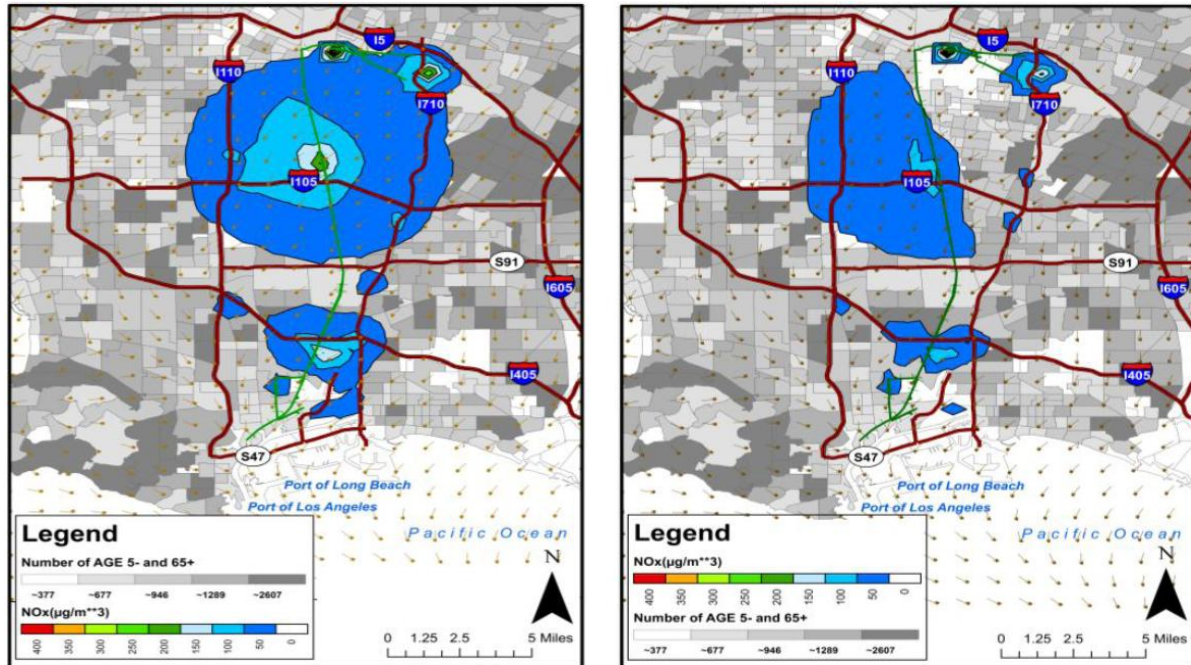 I5
I110
I710
I105
S91
I605
I405
S47
Port of Long Beach
Port of Los Angeles
Pacific Ocean
Legend
Number of AGE 5- and 65+
~377 ~677 ~946 ~1289 ~2607
NOx(µg/m**3)
400 350 300 250 200 150 100 50 0
N
0 1.25 2.5 5 Miles
I5
I110
I710
I105
S91
I605
I405
S47
Port of Long Beach
Port of Los Angeles
Pacific Ocean
Legend
NOx(µg/m**3)
400 350 300 250 200 150 100 50 0
Number of AGE 5- and 65+
~377 ~677 ~946 ~1289 ~2607
N
0 1.25 2.5 5 Miles